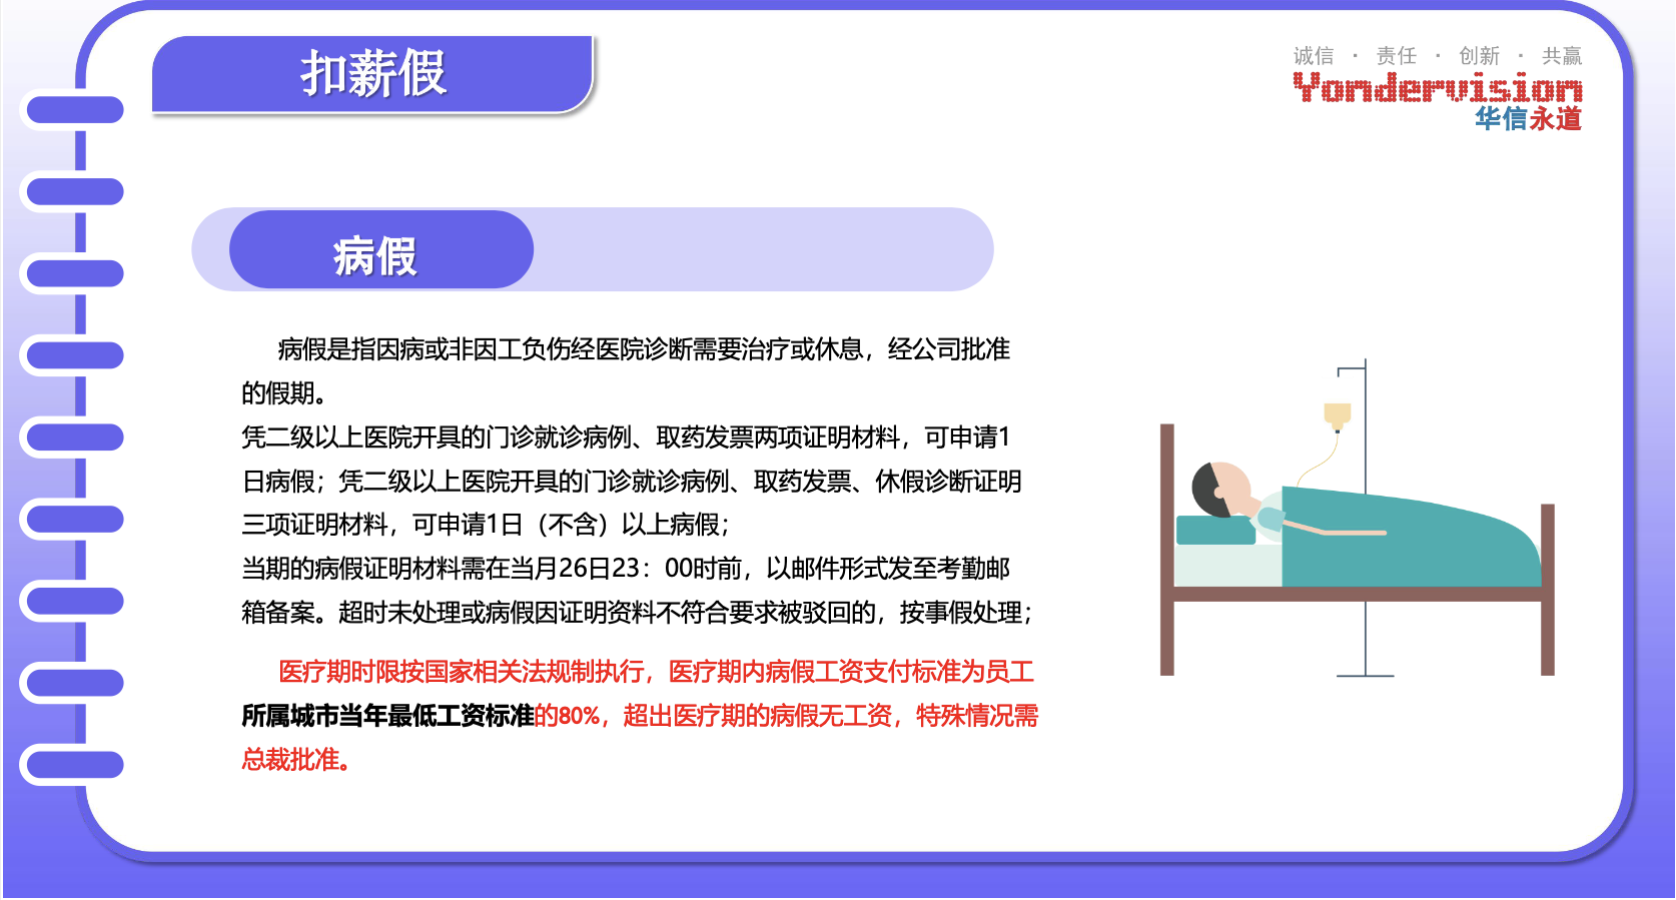 扣薪假
诚信 · 责任 · 创新 · 共赢
Yondervision
华信永道
病假
病假是指因病或非因工负伤经医院诊断需要治疗或休息，经公司批准
的假期。
凭二级以上医院开具的门诊就诊病例、取药发票两项证明材料，可申请1
日病假；凭二级以上医院开具的门诊就诊病例、取药发票、休假诊断证明
三项证明材料，可申请1日（不含）以上病假；
当期的病假证明材料需在当月26日23：00时前，以邮件形式发至考勤邮
箱备案。超时未处理或病假因证明资料不符合要求被驳回的，按事假处理；
医疗期时限按国家相关法规制执行，医疗期内病假工资支付标准为员工
所属城市当年最低工资标准的80%，超出医疗期的病假无工资，特殊情况需
总裁批准。